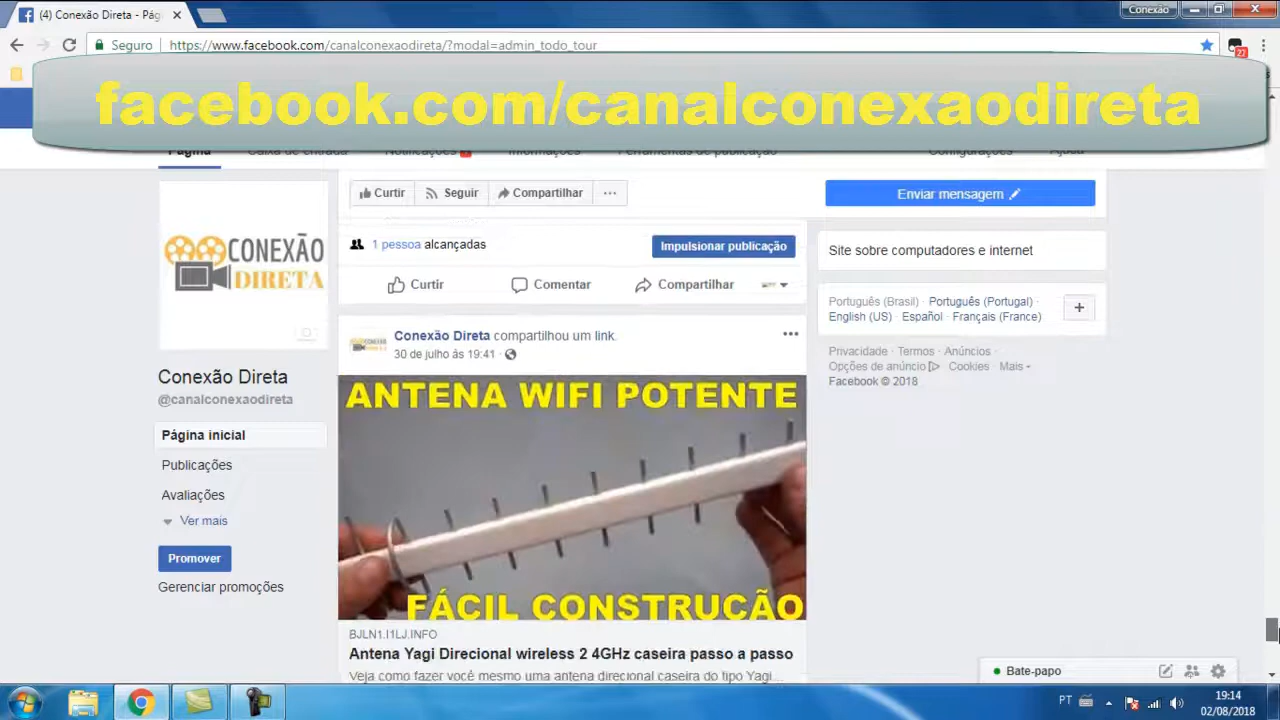 (4) Conexão Direta - Pág
Conexão
Seguro
https://www.facebook.com/canalconexaodireta/?modal=admin_todo_tour
27
facebook.com/canalconexaodireta
Página
Caixa de entrada
Notificações
Informações
Ferramentas de publicação
Configurações
Ajuda
Curtir
Seguir
Compartilhar
Enviar mensagem
CONEXÃO
DIRETA
1 pessoa alcançadas
Impulsionar publicação
Curtir
Comentar
Compartilhar
Site sobre computadores e internet
Português (Brasil) · Português (Portugal) ·
English (US) · Español · Français (France)
Privacidade · Termos · Anúncios ·
Opções de anúncio · Cookies · Mais
Facebook © 2018
Conexão Direta compartilhou um link.
30 de julho às 19:41 ·
Conexão Direta
@canalconexaodireta
Página inicial
Publicações
Avaliações
Ver mais
Promover
Gerenciar promoções
ANTENA WIFI POTENTE
FÁCIL CONSTRUÇÃO
BJLN1.I1LJ.INFO
Antena Yagi Direcional wireless 2 4GHz caseira passo a passo
Veja como fazer você mesmo uma antena direcional caseira do tipo Yagi...
Bate-papo
PT
19:14
02/08/2018